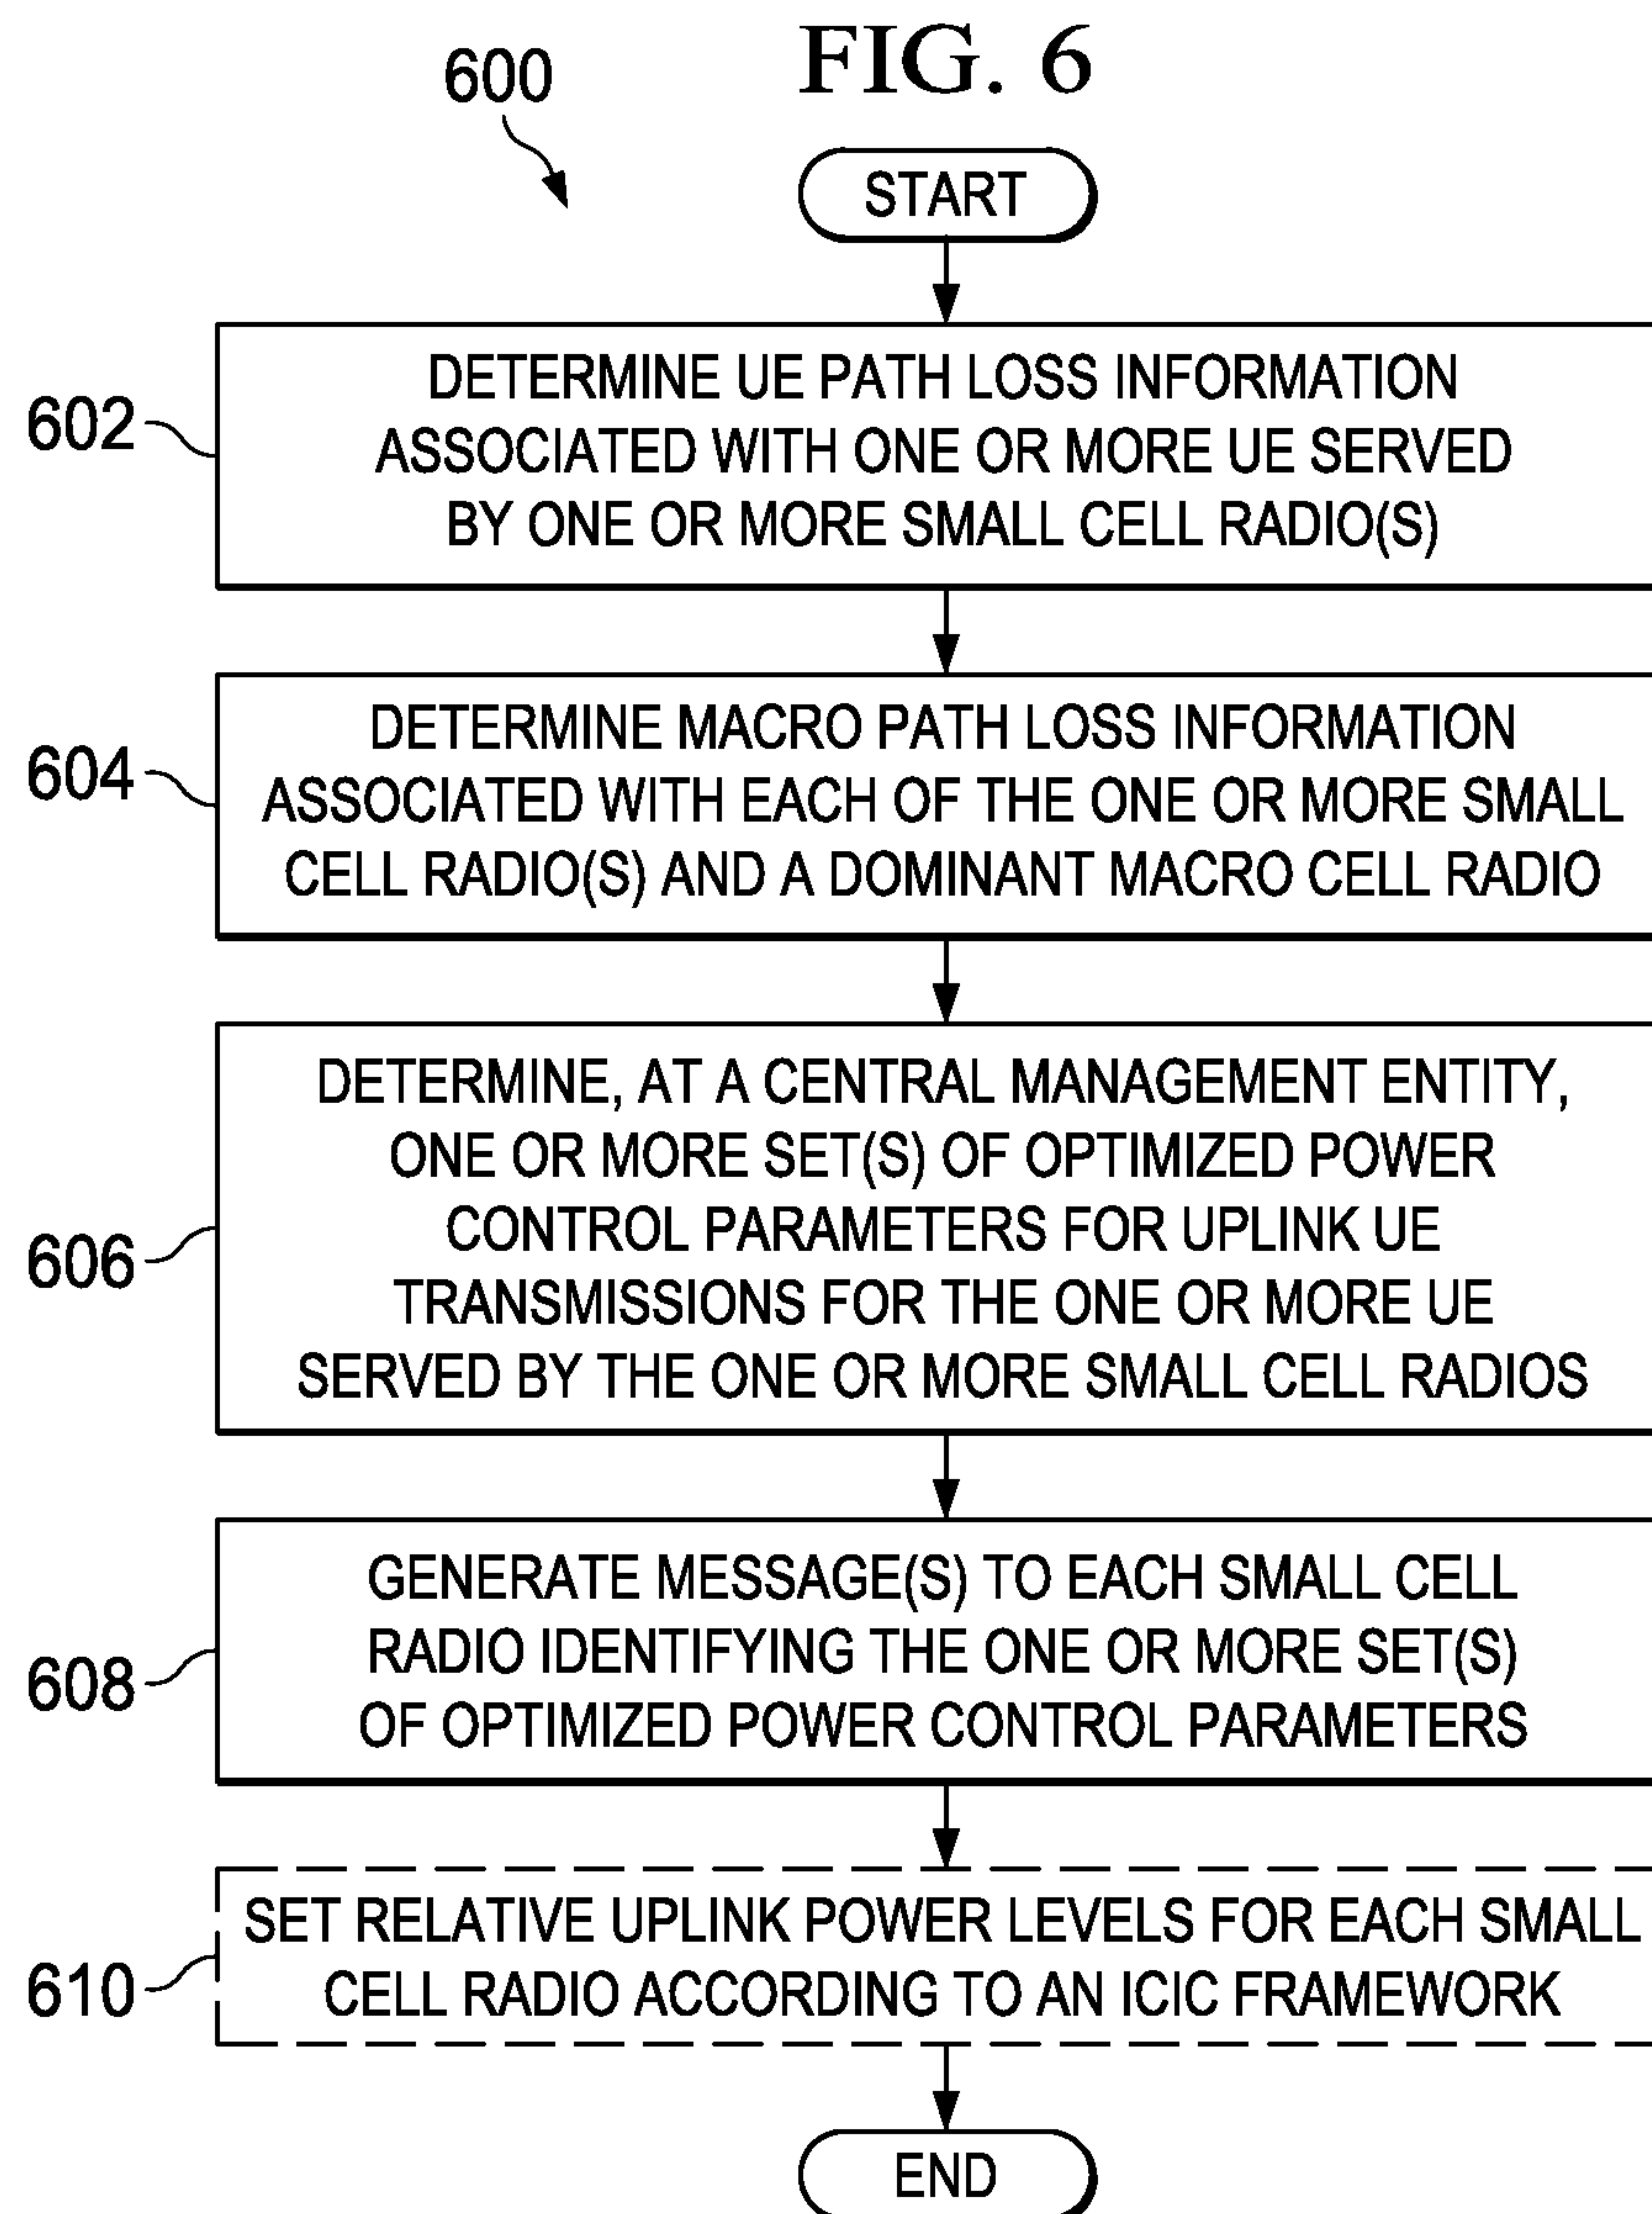 FIG. 6
600
START
602
DETERMINE UE PATH LOSS INFORMATION
ASSOCIATED WITH ONE OR MORE UE SERVED
BY ONE OR MORE SMALL CELL RADIO(S)
604
DETERMINE MACRO PATH LOSS INFORMATION
ASSOCIATED WITH EACH OF THE ONE OR MORE SMALL
CELL RADIO(S) AND A DOMINANT MACRO CELL RADIO
606
DETERMINE, AT A CENTRAL MANAGEMENT ENTITY,
ONE OR MORE SET(S) OF OPTIMIZED POWER
CONTROL PARAMETERS FOR UPLINK UE
TRANSMISSIONS FOR THE ONE OR MORE UE
SERVED BY THE ONE OR MORE SMALL CELL RADIOS
608
GENERATE MESSAGE(S) TO EACH SMALL CELL
RADIO IDENTIFYING THE ONE OR MORE SET(S)
OF OPTIMIZED POWER CONTROL PARAMETERS
610
SET RELATIVE UPLINK POWER LEVELS FOR EACH SMALL
CELL RADIO ACCORDING TO AN ICIC FRAMEWORK
END